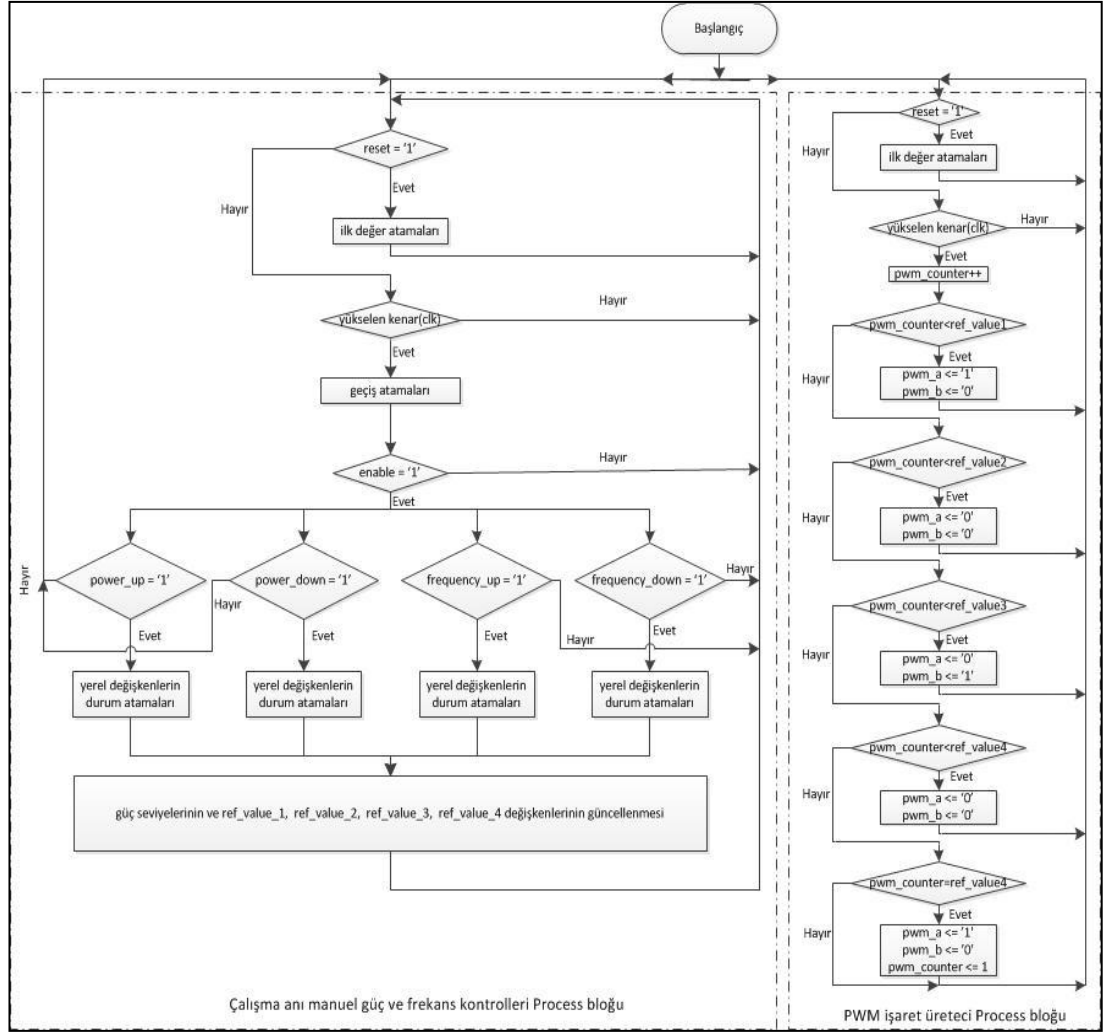 Başlangıç
reset = '1'
Evet
Hayır
ilk değer atamaları
yükselen kenar(clk)
Hayır
Evet
geçiş atamaları
enable = '1'
Hayır
Evet
power_up = '1'
Hayır
Evet
power_down = '1'
Hayır
Evet
frequency_up = '1'
Hayır
Evet
frequency_down = '1'
Hayır
Evet
yerel değişkenlerin
durum atamaları
yerel değişkenlerin
durum atamaları
yerel değişkenlerin
durum atamaları
yerel değişkenlerin
durum atamaları
güç seviyelerinin ve ref_value_1, ref_value_2, ref_value_3, ref_value_4 değişkenlerinin güncellenmesi
Çalışma anı manuel güç ve frekans kontrolleri Process bloğu
reset = '1'
Evet
Hayır
ilk değer atamaları
yükselen kenar(clk)
Hayır
Evet
pwm_counter++
pwm_counter<ref_value1
Evet
Hayır
pwm_a <= '1'
pwm_b <= '0'
pwm_counter<ref_value2
Evet
Hayır
pwm_a <= '0'
pwm_b <= '0'
pwm_counter<ref_value3
Evet
Hayır
pwm_a <= '0'
pwm_b <= '1'
pwm_counter<ref_value4
Evet
Hayır
pwm_a <= '0'
pwm_b <= '0'
pwm_counter=ref_value4
Evet
Hayır
pwm_a <= '1'
pwm_b <= '0'
pwm_counter <= 1
PWM işaret üreteci Process bloğu